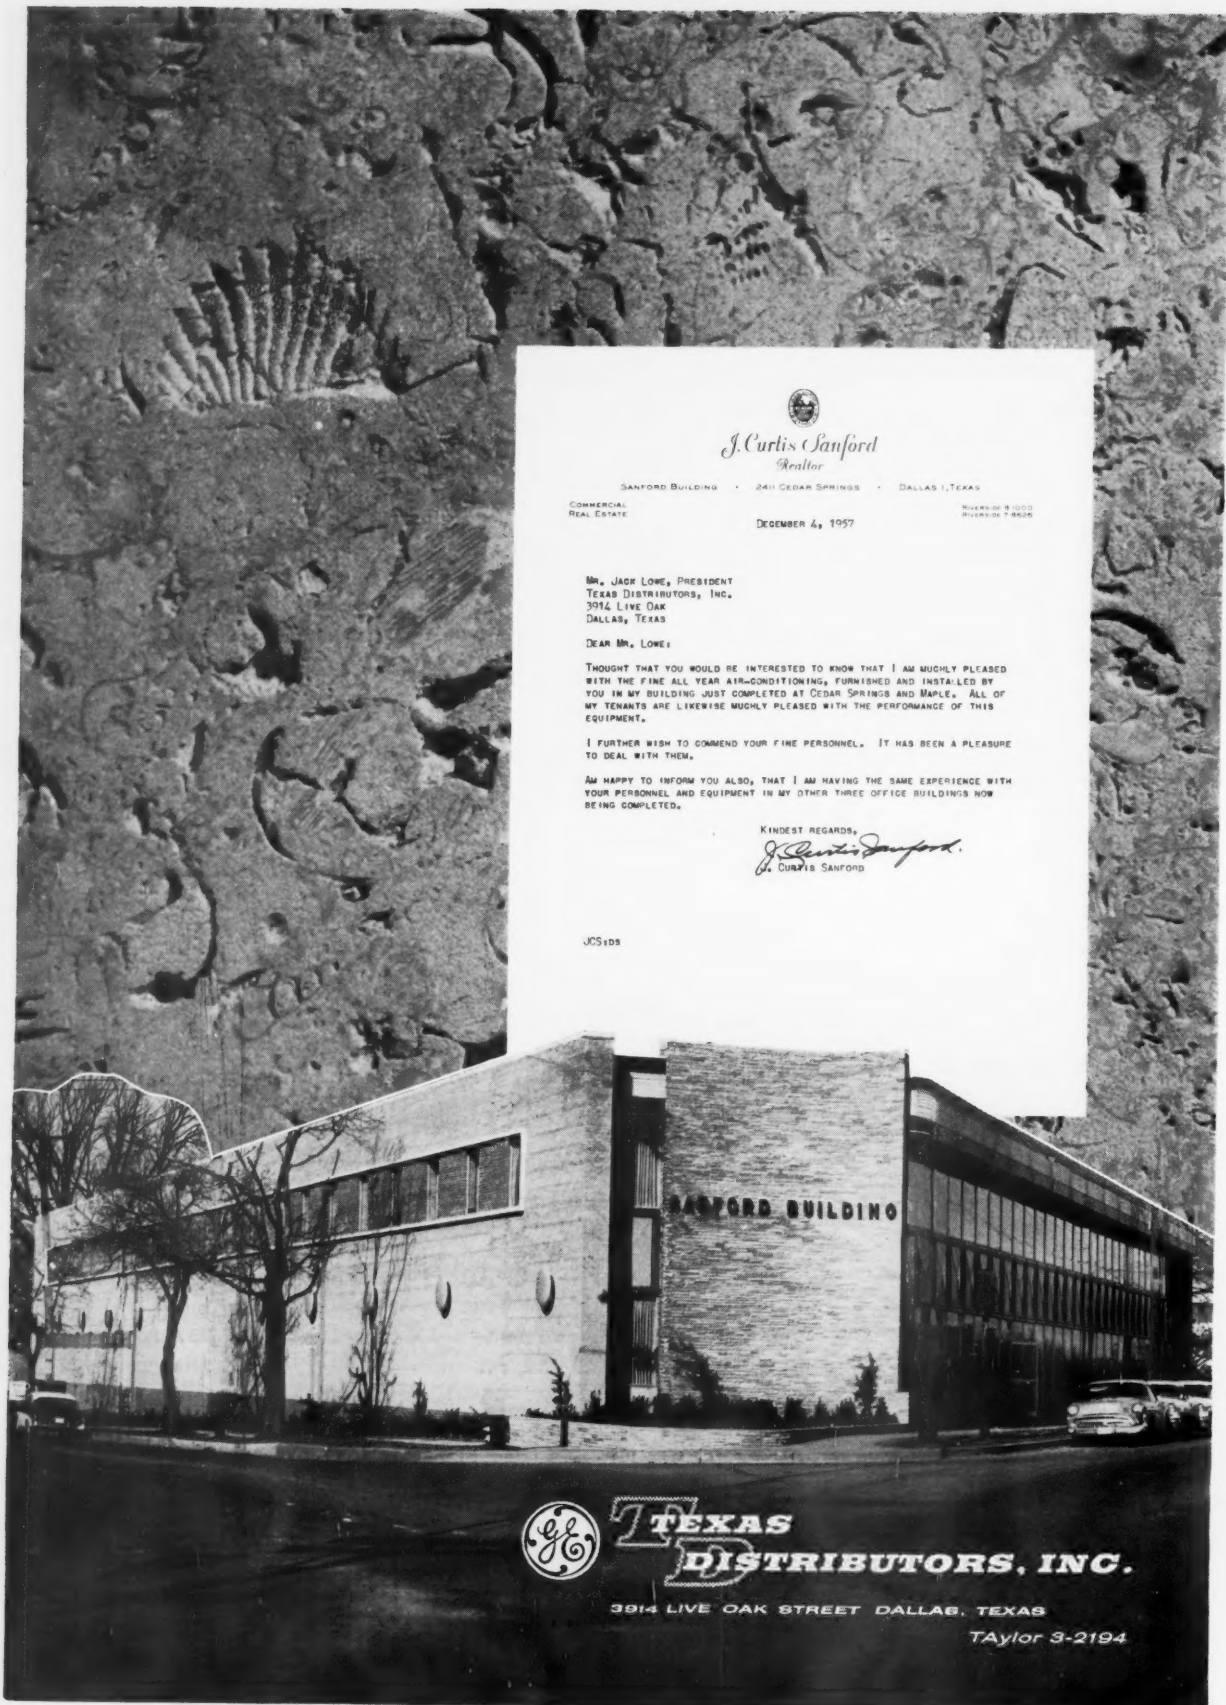 J. Curtis Sanford
Realtor
SANFORD BUILDING • 2411 CEDAR SPRINGS • DALLAS 1, TEXAS
COMMERCIAL
REAL ESTATE
RIVERSIDE 8-1000
RIVERSIDE 7-8626
DECEMBER 4, 1957
MR. JACK LOWE, PRESIDENT
TEXAS DISTRIBUTORS, INC.
3914 LIVE OAK
DALLAS, TEXAS
DEAR MR. LOWE:
THOUGHT THAT YOU WOULD BE INTERESTED TO KNOW THAT I AM MUCHLY PLEASED
WITH THE FINE ALL YEAR AIR-CONDITIONING, FURNISHED AND INSTALLED BY
YOU IN MY BUILDING JUST COMPLETED AT CEDAR SPRINGS AND MAPLE. ALL OF
MY TENANTS ARE LIKEWISE MUCHLY PLEASED WITH THE PERFORMANCE OF THIS
EQUIPMENT.
I FURTHER WISH TO COMMEND YOUR FINE PERSONNEL. IT HAS BEEN A PLEASURE
TO DEAL WITH THEM.
AM HAPPY TO INFORM YOU ALSO, THAT I AM HAVING THE SAME EXPERIENCE WITH
YOUR PERSONNEL AND EQUIPMENT IN MY OTHER THREE OFFICE BUILDINGS NOW
BEING COMPLETED.
KINDEST REGARDS,
J. Curtis Sanford.
J. CURTIS SANFORD
JCS:DS
SANFORD BUILDING
GE
T TEXAS
D DISTRIBUTORS, INC.
3914 LIVE OAK STREET DALLAS, TEXAS
TAylor 3-2194